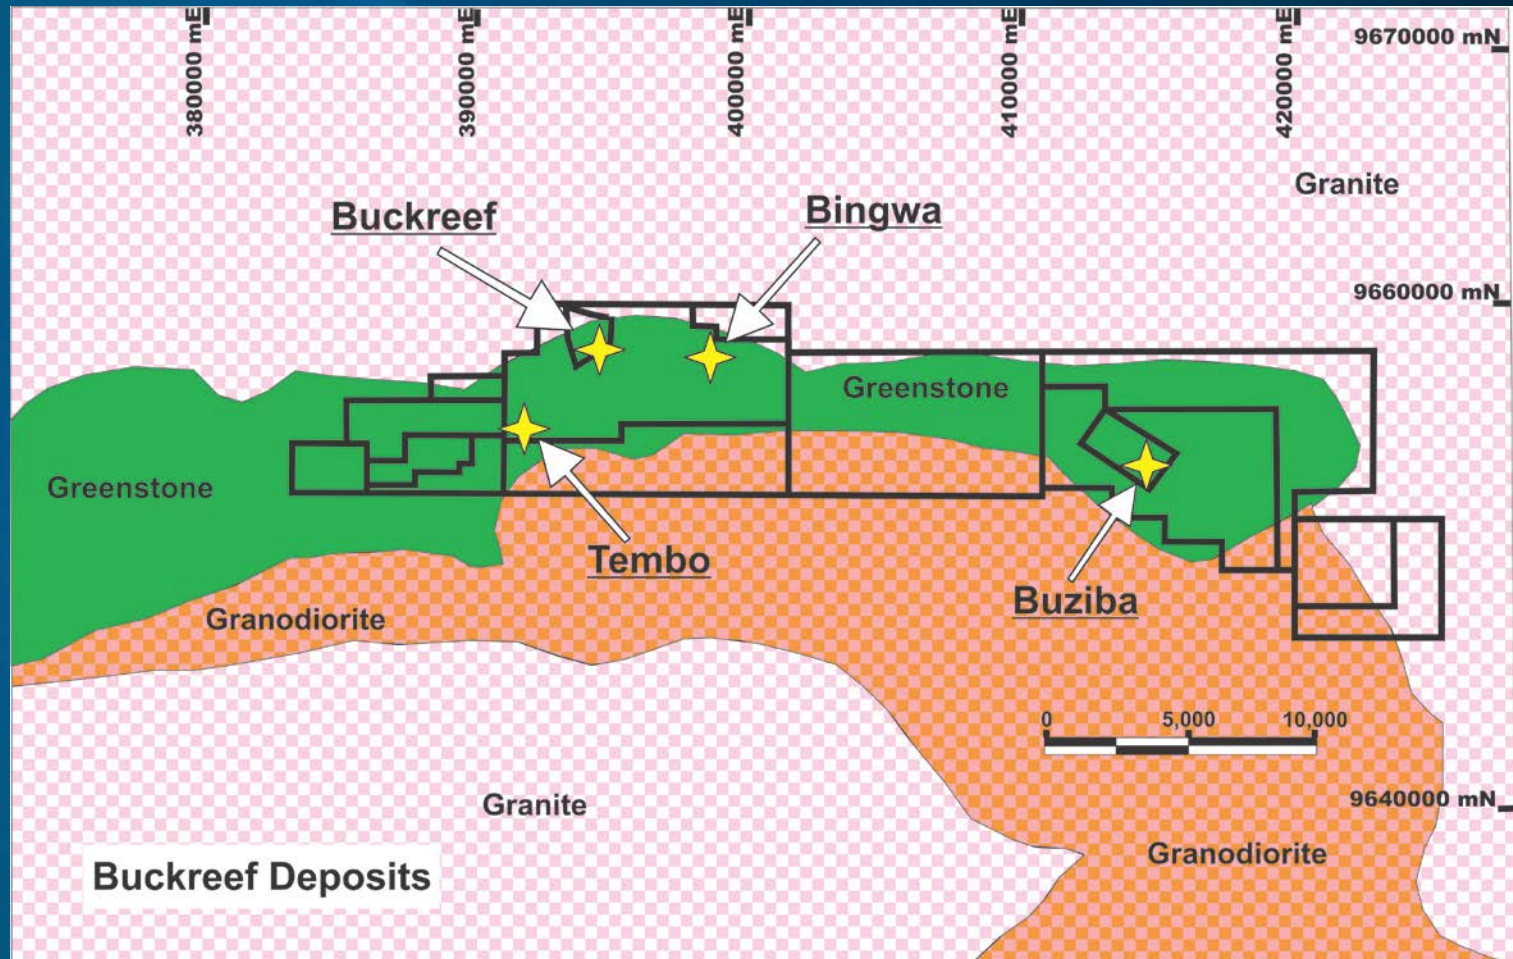 380000 mE
390000 mE
400000 mE
410000 mE
420000 mE
9670000 mN
Granite
Buckreef
Bingwa
9660000 mN
Greenstone
Greenstone
Tembo
Buziba
Granodiorite
0 5,000 10,000
Granite
9640000 mN
Granodiorite
Buckreef Deposits